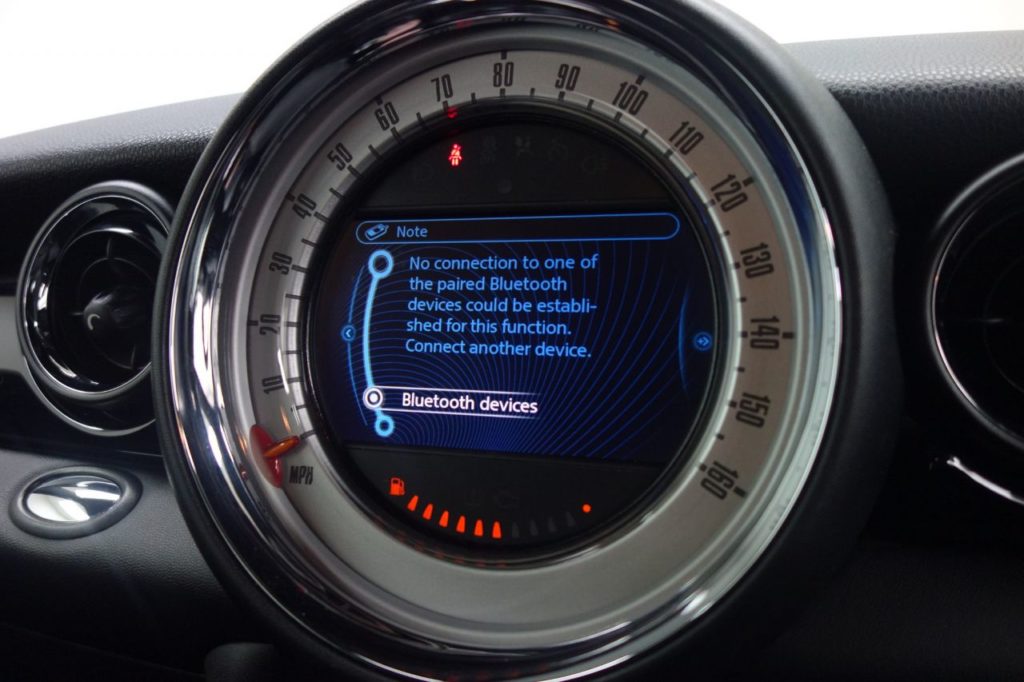 10
20
30
40
50
60
70
80
90
100
110
120
130
140
150
160
MPH
Note
No connection to one of
the paired Bluetooth
devices could be establi-
shed for this function.
Connect another device.
Bluetooth devices